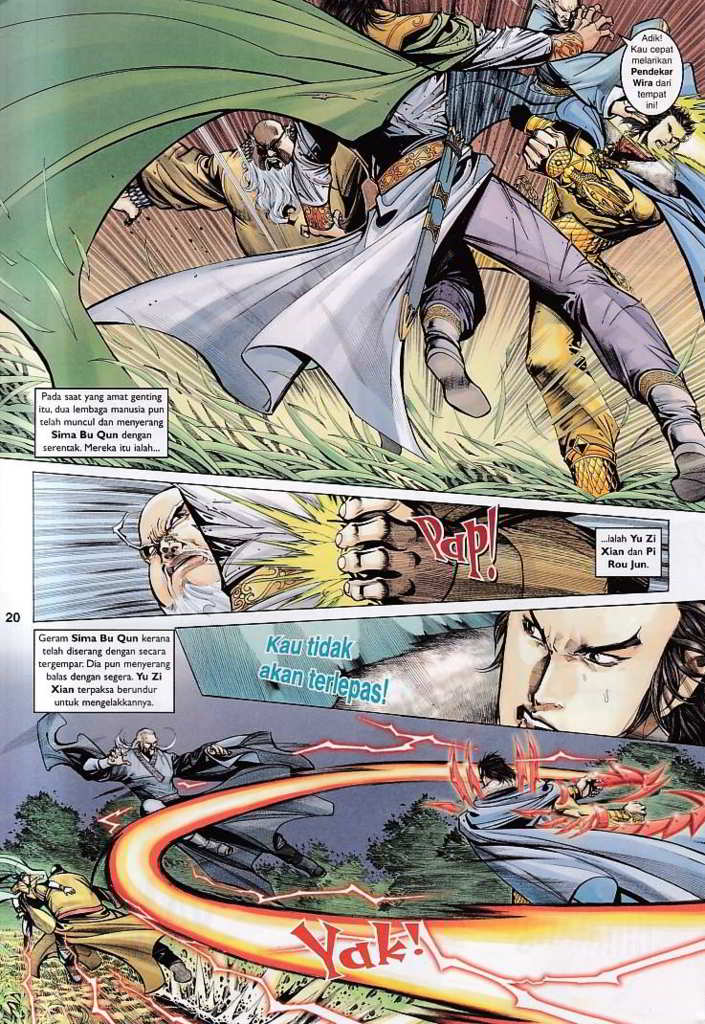 Adik!
Kau cepat
melarikan
Pendekar
Wira dari
tempat
ini!
Pada saat yang amat genting
itu, dua lembaga manusia pun
telah muncul dan menyerang
Sima Bu Qun dengan
serentak. Mereka itu ialah...
Pap!
...ialah Yu Zi
Xian dan Pi
Rou Jun.
20
Geram Sima Bu Qun kerana
telah diserang dengan secara
tergempar. Dia pun menyerang
balas dengan segera. Yu Zi
Xian terpaksa berundur
untuk mengelakkannya.
Kau tidak
akan terlepas!
Yak!